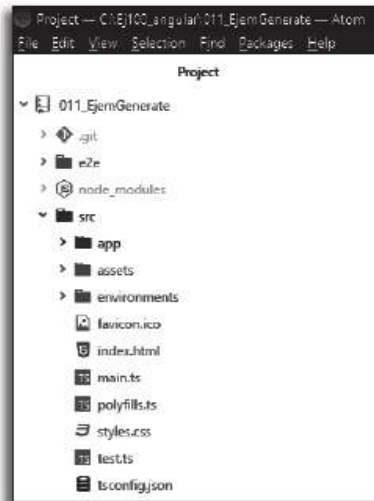 Project — C:\Ej100_angular\011_EjemGenerate — Atom
File Edit View Selection Find Packages Help
Project
011_EjemGenerate
.git
e2e
node_modules
src
app
assets
environments
favicon.ico
index.html
main.ts
polyfills.ts
styles.css
test.ts
tsconfig.json